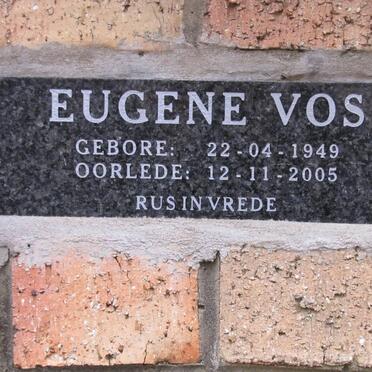 EUGENE VOS
GEBORE: 22-04-1949
OORLEDE: 12-11-2005
RUS IN VREDE